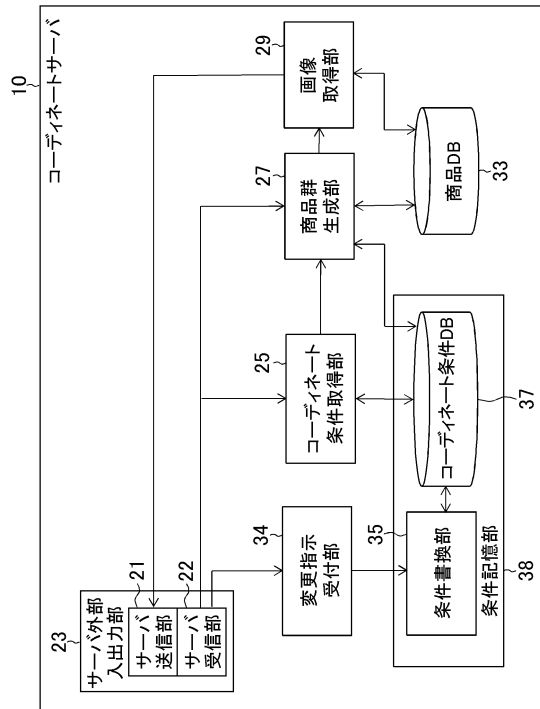 10
コーディネートサーバ
23
サーバ外部
入出力部
21
サーバ
送信部
22
サーバ
受信部
34
変更指示
受付部
25
コーディネート
条件取得部
27
商品群
生成部
29
画像
取得部
35
条件書換部
条件記憶部
38
コーディネート条件DB
37
商品DB
33